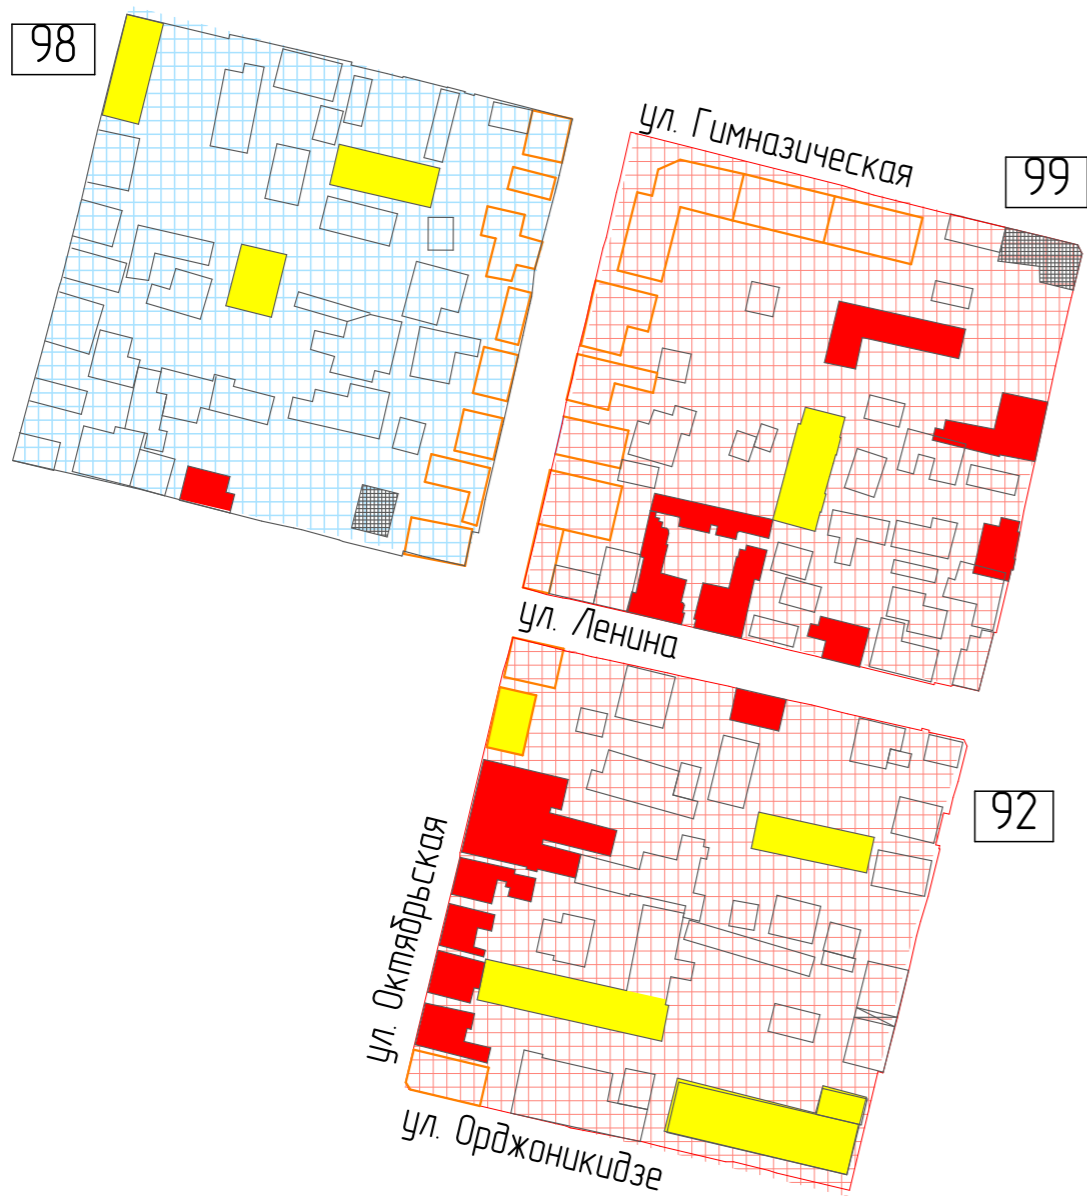 98
ул. Гимназическая
99
ул. Ленина
92
ул. Октябрьская
ул. Орджоникидзе